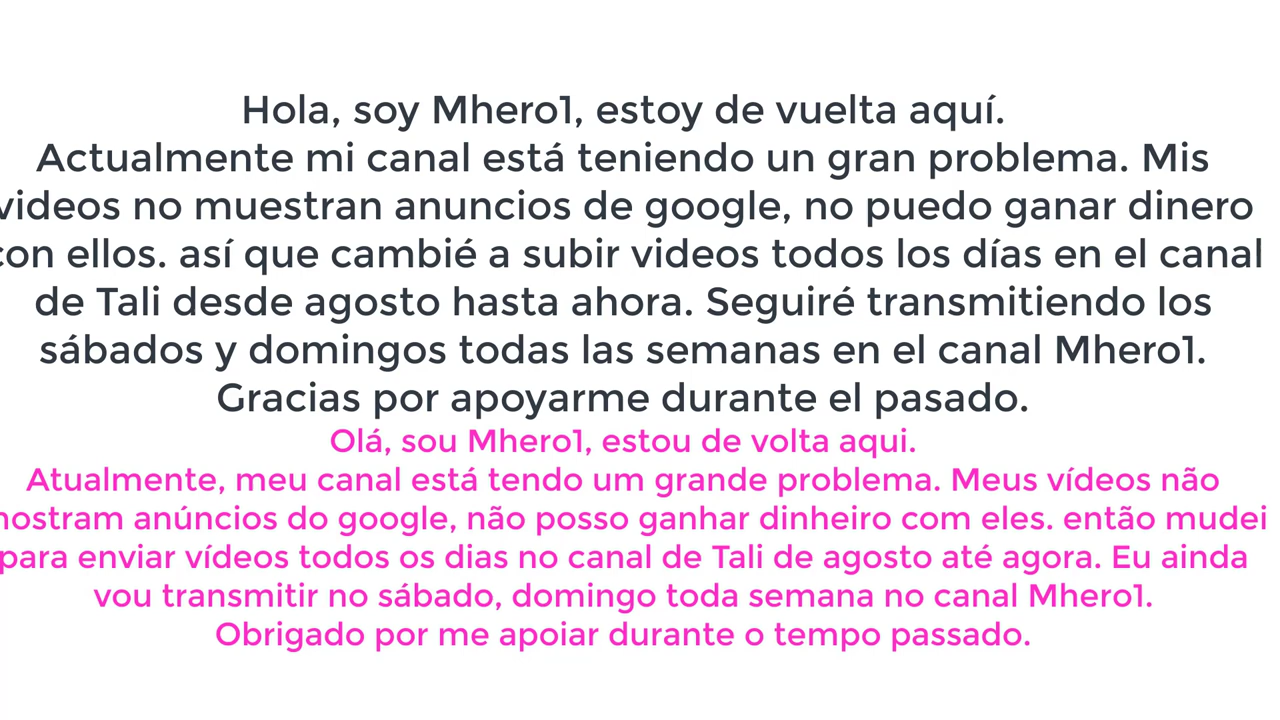 Hola, soy Mhero1, estoy de vuelta aquí.
Actualmente mi canal está teniendo un gran problema. Mis
videos no muestran anuncios de google, no puedo ganar dinero
con ellos. así que cambié a subir videos todos los días en el canal
de Tali desde agosto hasta ahora. Seguiré transmitiendo los
sábados y domingos todas las semanas en el canal Mhero1.
Gracias por apoyarme durante el pasado.
Olá, sou Mhero1, estou de volta aqui.
Atualmente, meu canal está tendo um grande problema. Meus vídeos não
mostram anúncios do google, não posso ganhar dinheiro com eles. então mudei
para enviar vídeos todos os dias no canal de Tali de agosto até agora. Eu ainda
vou transmitir no sábado, domingo toda semana no canal Mhero1.
Obrigado por me apoiar durante o tempo passado.